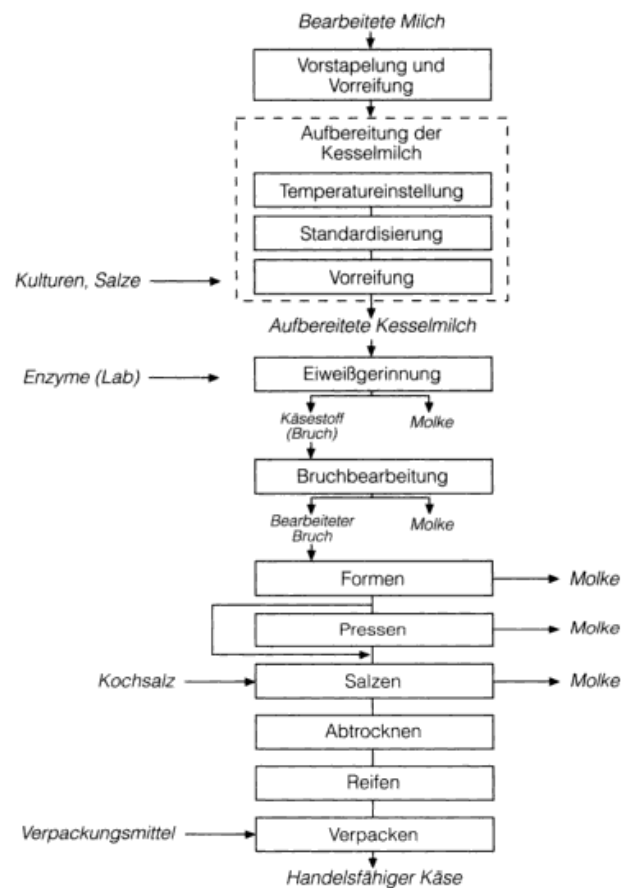 Bearbeitete Milch
Vorstapelung und
Vorreifung
Aufbereitung der
Kesselmilch
Temperatureinstellung
Standardisierung
Kulturen, Salze
Vorreifung
Aufbereitete Kesselmilch
Enzyme (Lab)
Eiweißgerinnung
Käsestoff
(Bruch)
Molke
Bruchbearbeitung
Bearbeiteter
Bruch
Molke
Formen
Molke
Pressen
Molke
Kochsalz
Salzen
Molke
Abtrocknen
Reifen
Verpackungsmittel
Verpacken
Handelsfähiger Käse